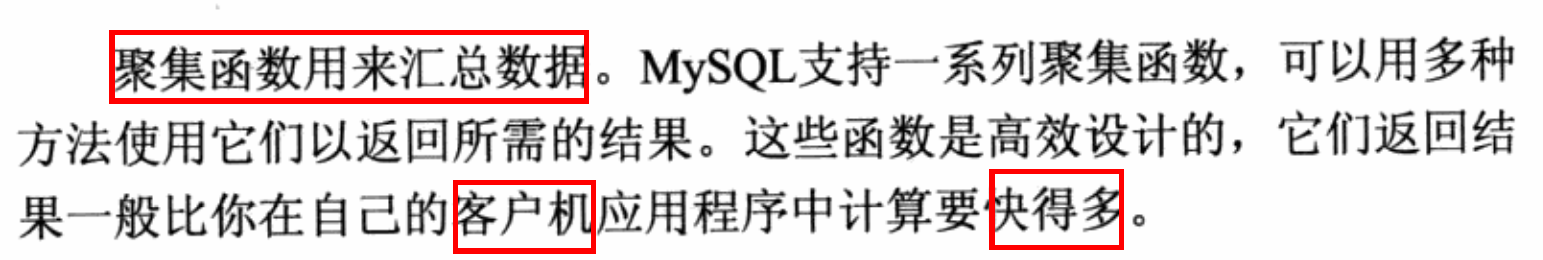 聚集函数用来汇总数据。MySQL支持一系列聚集函数，可以用多种
方法使用它们以返回所需的结果。这些函数是高效设计的，它们返回结
果一般比你在自己的客户机应用程序中计算要快得多。